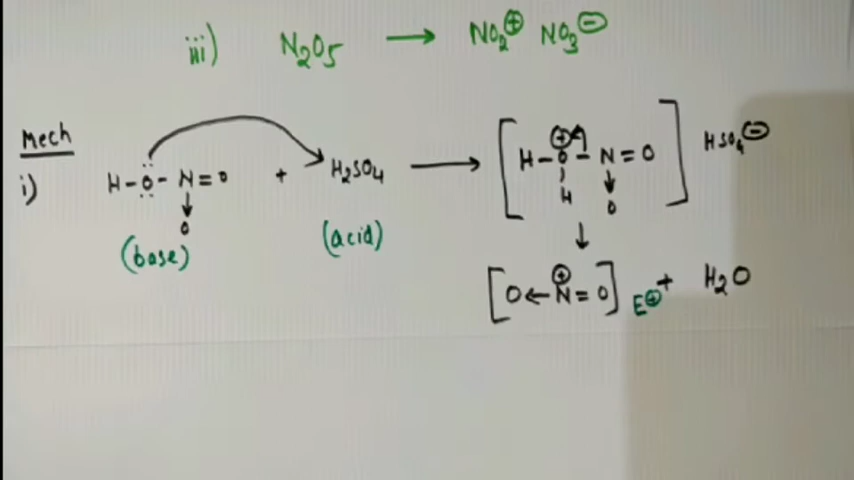 iii) N₂O₅ → NO₂⊕ NO₃⊖
Mech
i) H-Ö-N=O + H₂SO₄ → [H-O⊕-N=O] HSO₄⊖
↓ H ↓
O O
(base) (acid) ↓
[O←N⊕=O] E⊕ + H₂O